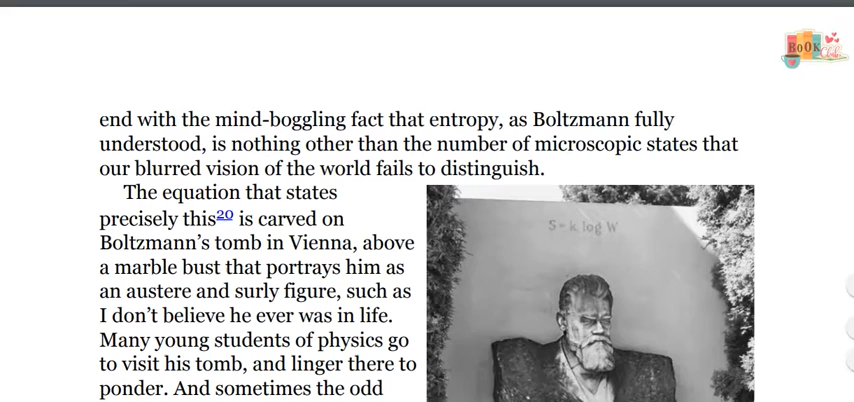 BOOK
Club
end with the mind-boggling fact that entropy, as Boltzmann fully
understood, is nothing other than the number of microscopic states that
our blurred vision of the world fails to distinguish.
The equation that states
precisely this20 is carved on
Boltzmann’s tomb in Vienna, above
a marble bust that portrays him as
an austere and surly figure, such as
I don’t believe he ever was in life.
Many young students of physics go
to visit his tomb, and linger there to
ponder. And sometimes the odd
S = k log W